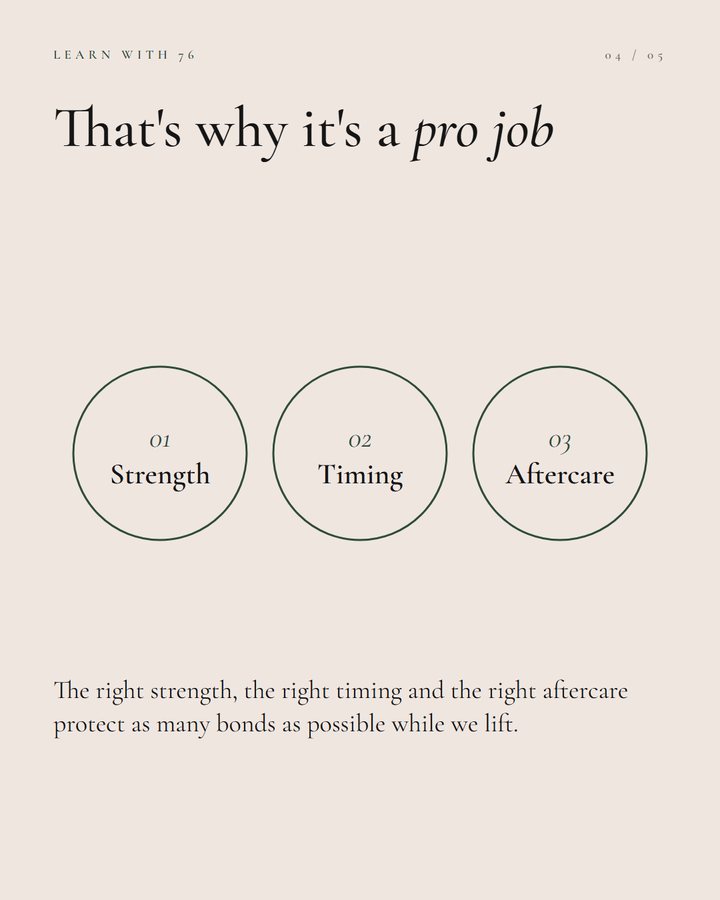 LEARN WITH 76
04 / 05
That's why it's a pro job
01
Strength
02
Timing
03
Aftercare
The right strength, the right timing and the right aftercare
protect as many bonds as possible while we lift.